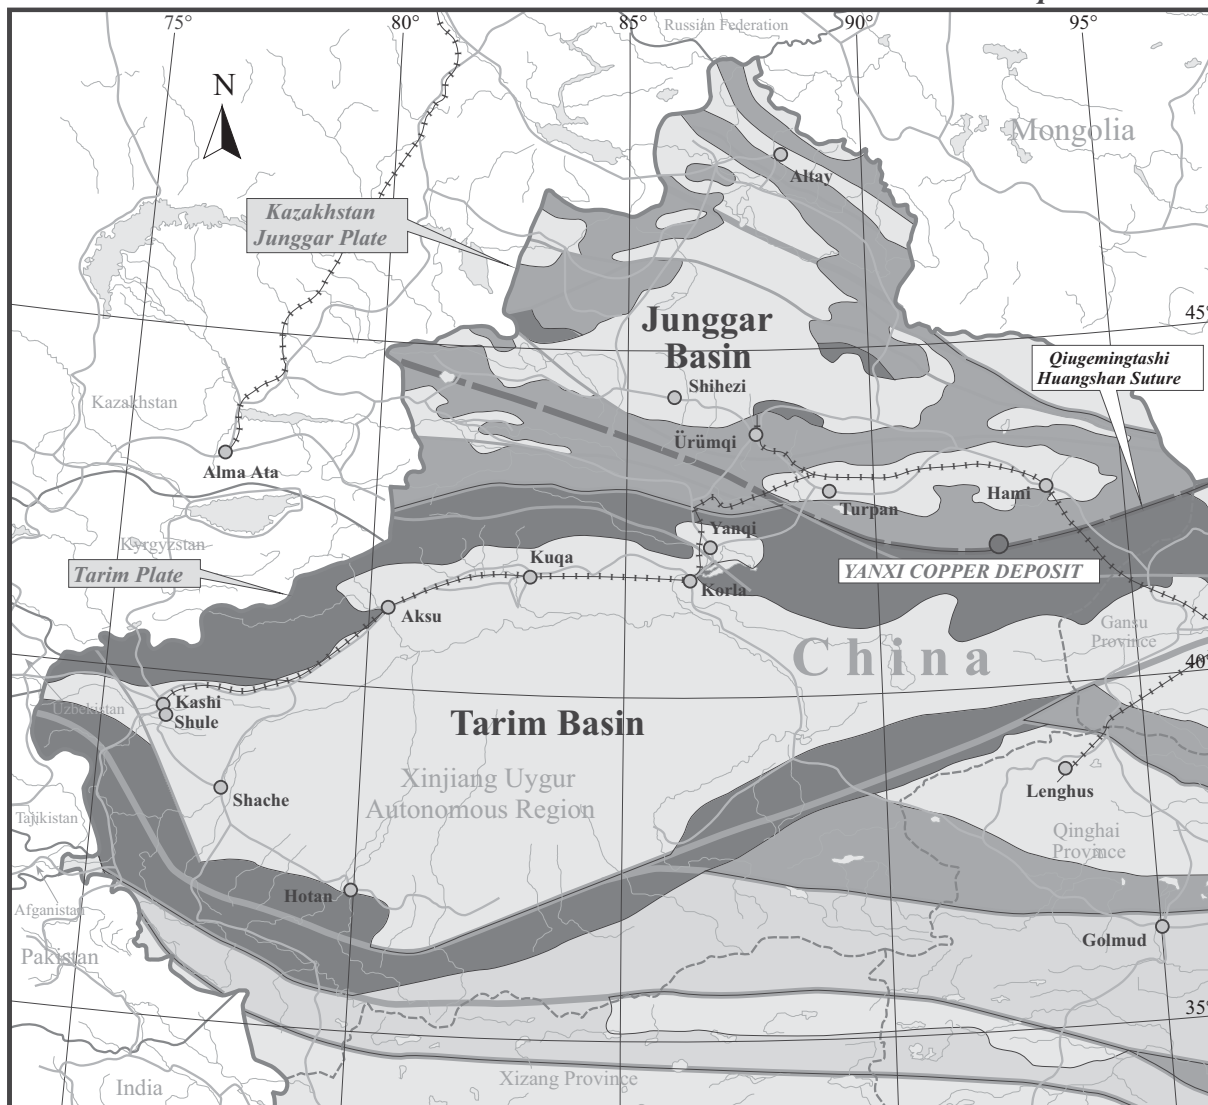 75°
80°
85°
90°
95°
Russian Federation
N
Mongolia
Altay
Kazakhstan
Junggar Plate
45°
Junggar
Basin
Qiugemingtashi
Huangshan Suture
Shihezi
Kazakhstan
Ürümqi
Alma Ata
Hami
Turpan
Yanqi
Kyrgyzstan
Kuqa
Tarim Plate
YANXI COPPER DEPOSIT
Korla
Aksu
Gansu
Province
China
40°
Kashi
Uzbekistan
Shule
Tarim Basin
Xinjiang Uygur
Autonomous Region
Shache
Lenghus
Tajikistan
Qinghai
Province
Hotan
Afganistan
Golmud
Pakistan
35°
Xizang Province
India